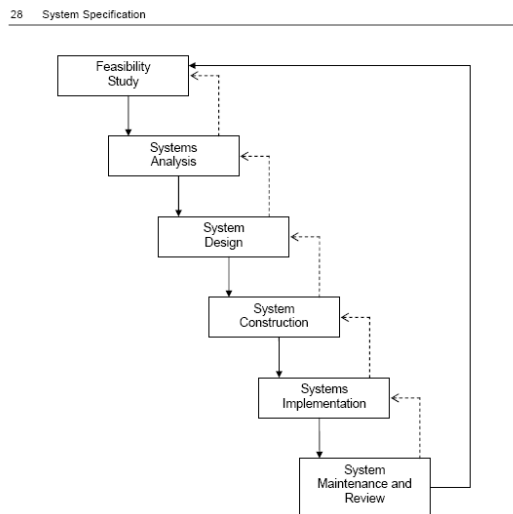 28 System Specification
Feasibility
Study
Systems
Analysis
System
Design
System
Construction
Systems
Implementation
System
Maintenance and
Review